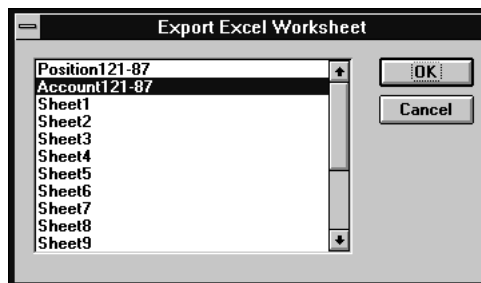 Export Excel Worksheet
Position121-87
Account121-87
Sheet1
Sheet2
Sheet3
Sheet4
Sheet5
Sheet6
Sheet7
Sheet8
Sheet9
OK
Cancel